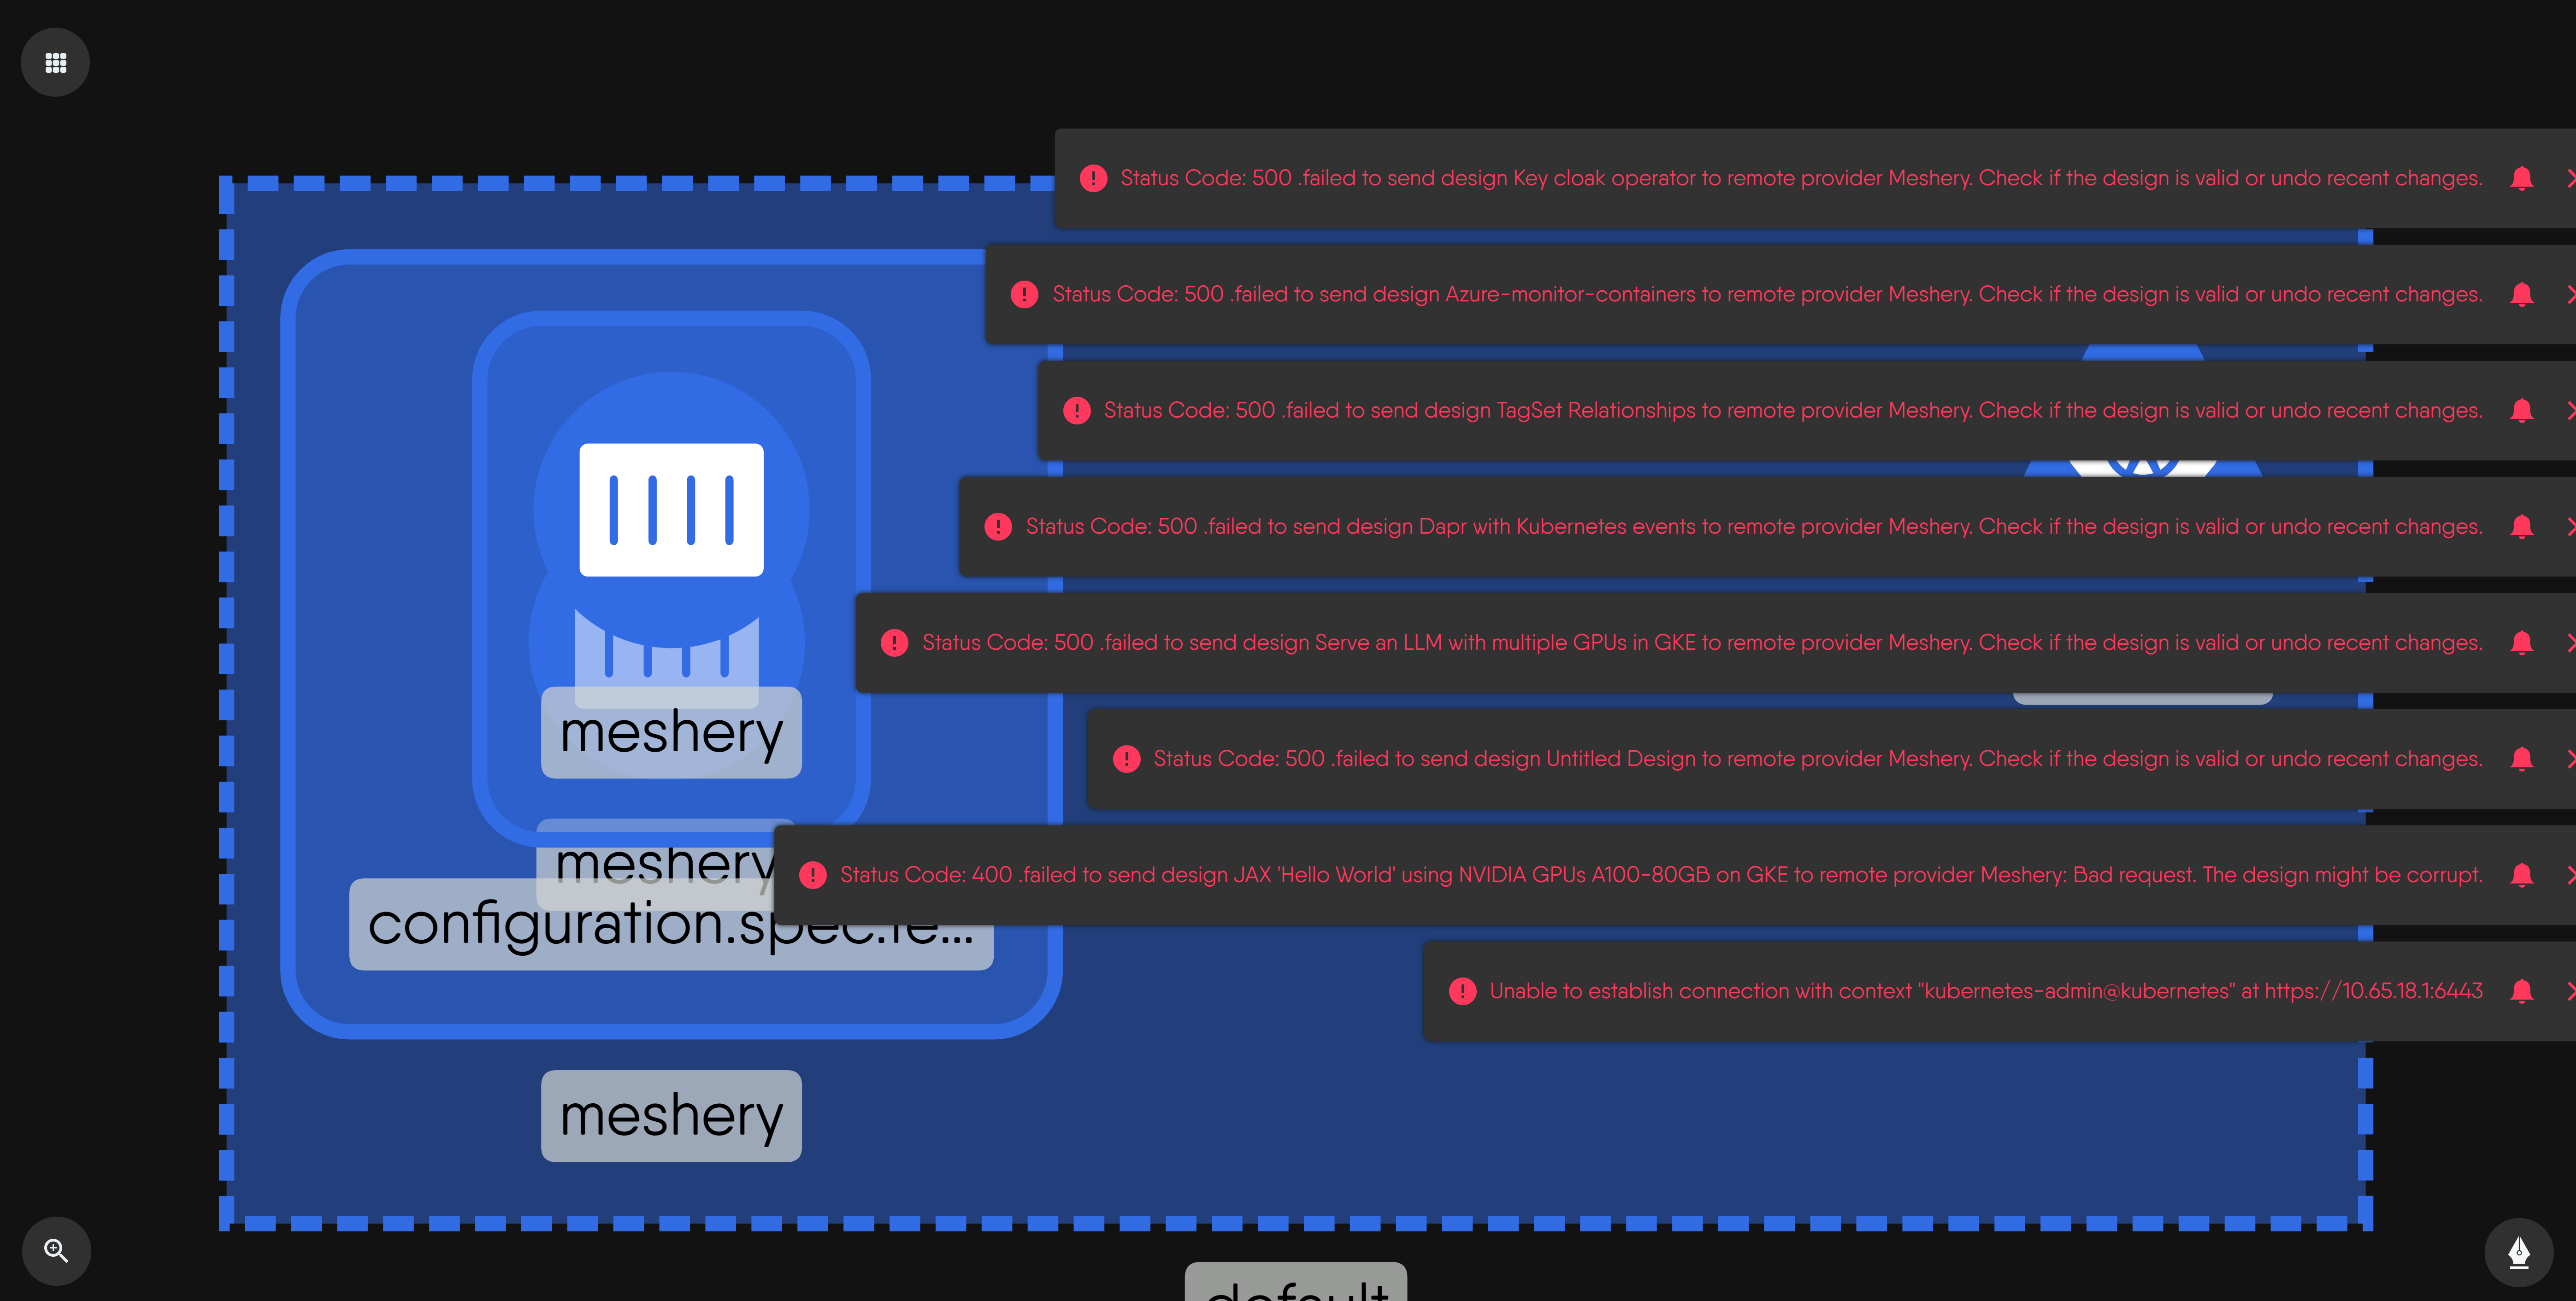 Status Code: 500 .failed to send design Key cloak operator to remote provider Meshery. Check if the design is valid or undo recent changes.
Status Code: 500 .failed to send design Azure-monitor-containers to remote provider Meshery. Check if the design is valid or undo recent changes.
Status Code: 500 .failed to send design TagSet Relationships to remote provider Meshery. Check if the design is valid or undo recent changes.
Status Code: 500 .failed to send design Dapr with Kubernetes events to remote provider Meshery. Check if the design is valid or undo recent changes.
Status Code: 500 .failed to send design Serve an LLM with multiple GPUs in GKE to remote provider Meshery. Check if the design is valid or undo recent changes.
meshery
Status Code: 500 .failed to send design Untitled Design to remote provider Meshery. Check if the design is valid or undo recent changes.
meshery
Status Code: 400 .failed to send design JAX 'Hello World' using NVIDIA GPUs A100-80GB on GKE to remote provider Meshery: Bad request. The design might be corrupt.
configuration.spec.re...
Unable to establish connection with context "kubernetes-admin@kubernetes" at https://10.65.18.1:6443
meshery
default